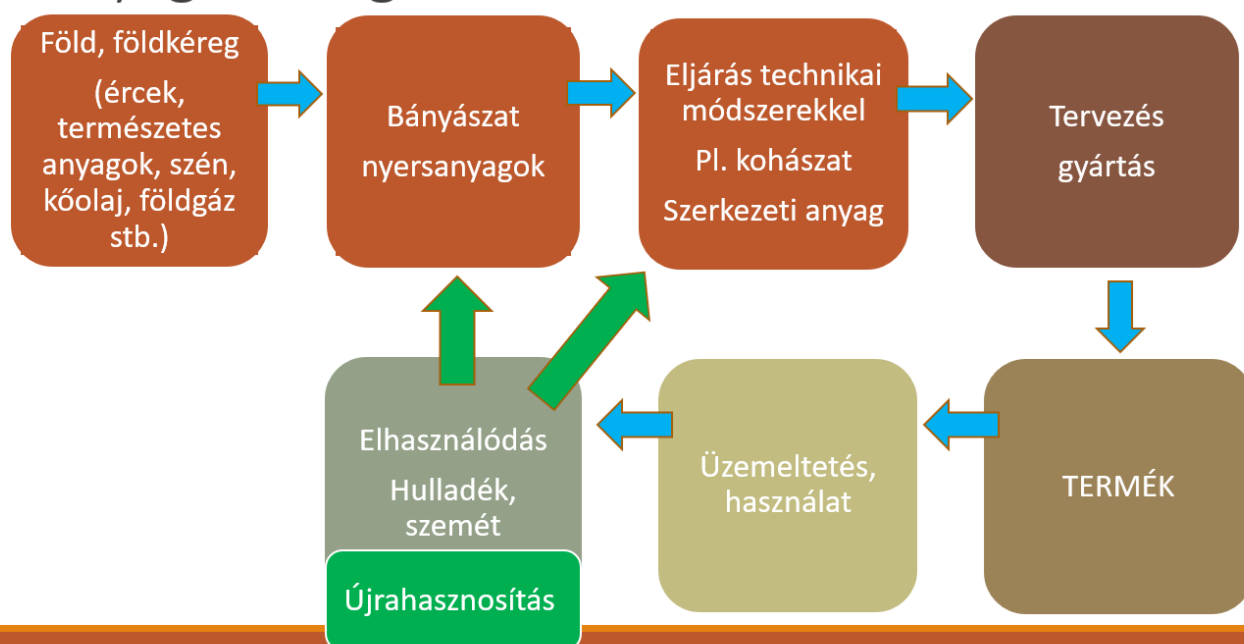 Föld, földkéreg
(ércek,
természetes
anyagok, szén,
kőolaj, földgáz
stb.)
Bányászat
nyersanyagok
Eljárás technikai
módszerekkel
Pl. kohászat
Szerkezeti anyag
Tervezés
gyártás
Elhasználódás
Hulladék,
szemét
Újrahasznosítás
Üzemeltetés,
használat
TERMÉK